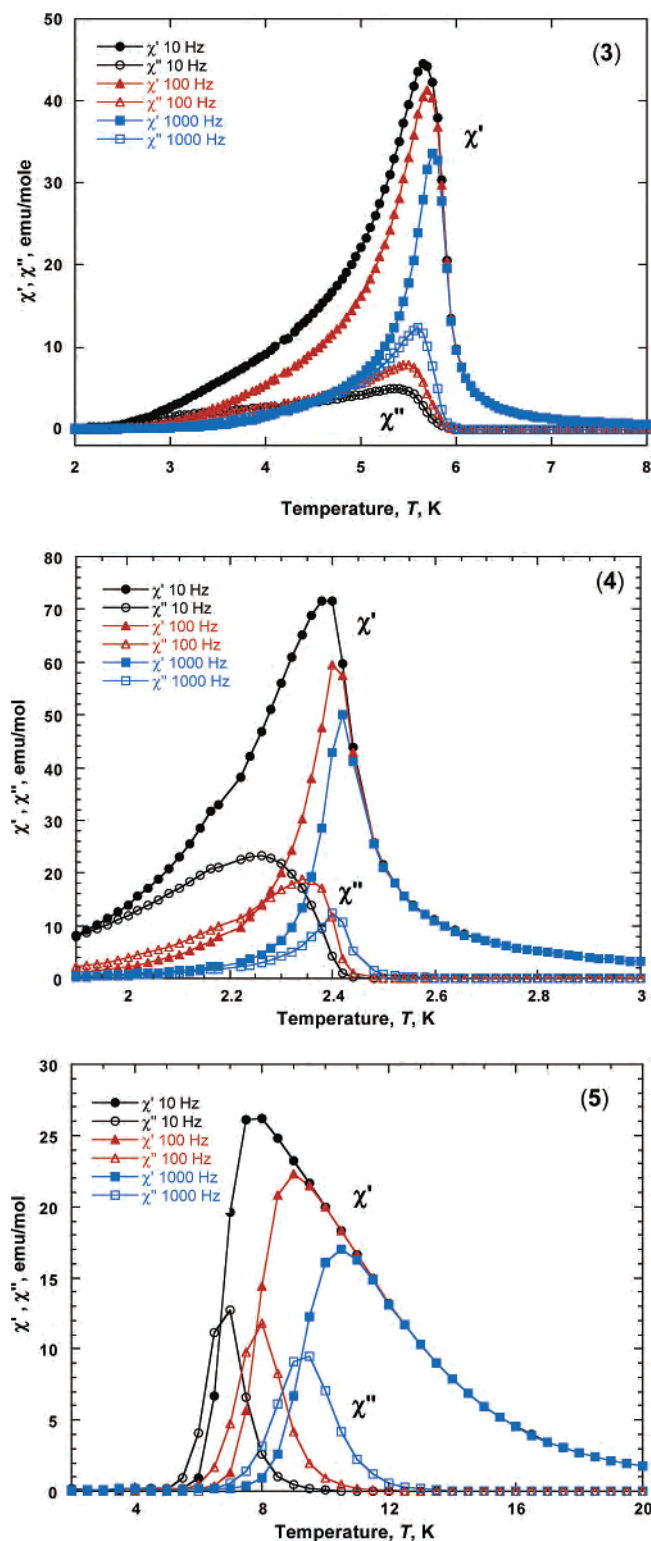 (3)
χ' 10 Hz
χ" 10 Hz
χ' 100 Hz
χ" 100 Hz
χ' 1000 Hz
χ" 1000 Hz
χ'
χ"
50
40
30
20
10
0
χ', χ", emu/mole
2 3 4 5 6 7 8
Temperature, T, K
(4)
χ' 10 Hz
χ" 10 Hz
χ' 100 Hz
χ" 100 Hz
χ' 1000 Hz
χ" 1000 Hz
χ'
χ"
80
70
60
50
40
30
20
10
0
χ', χ", emu/mol
2 2.2 2.4 2.6 2.8 3
Temperature, T, K
(5)
χ' 10 Hz
χ" 10 Hz
χ' 100 Hz
χ" 100 Hz
χ' 1000 Hz
χ" 1000 Hz
χ'
χ"
30
25
20
15
10
5
0
χ', χ", emu/mol
4 8 12 16 20
Temperature, T, K